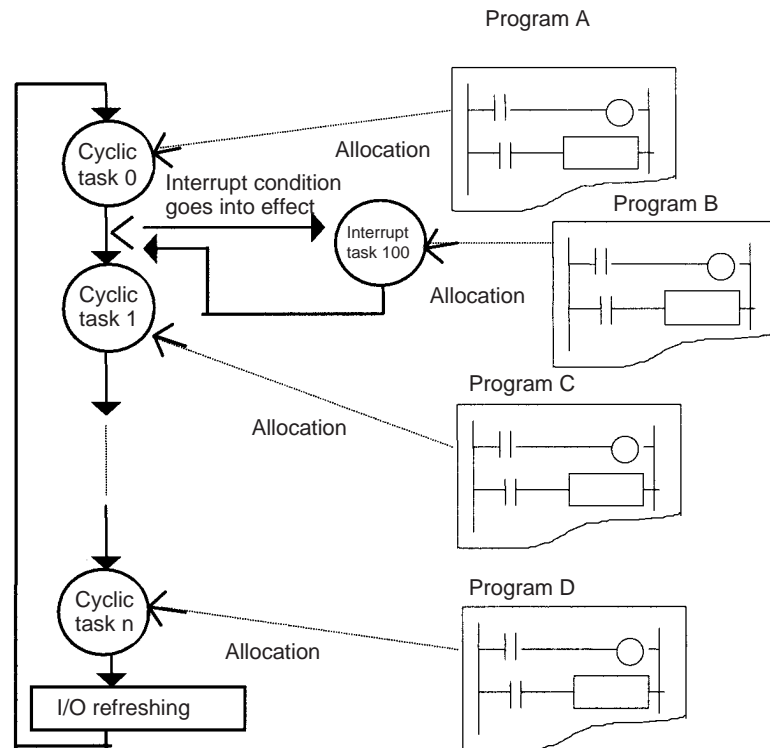 Program A
Cyclic
task 0
Allocation
Interrupt condition
goes into effect
Program B
Interrupt
task 100
Allocation
Cyclic
task 1
Program C
Allocation
Program D
Cyclic
task n
Allocation
I/O refreshing